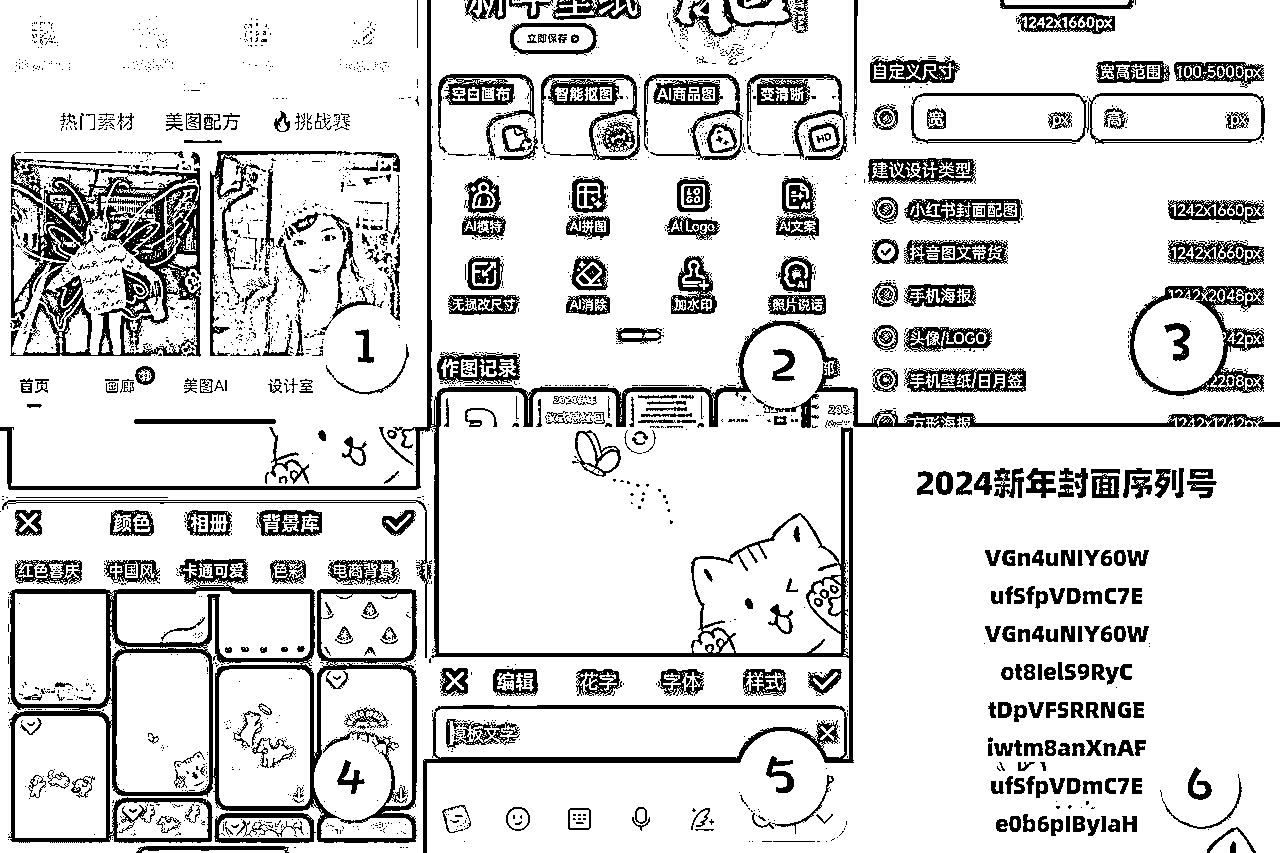 热门素材 美图配方 挑战赛
1
首页 画廊 美图AI 设计室
新年壁纸
立即保存
空白画布 智能抠图 AI商品图 变清晰
HD
AI模特 AI拼图 AI Logo AI文案
无损改尺寸 AI消除 加水印 照片说话
2
作图记录
1242x1660px
自定义尺寸 宽高范围 100-5000px
宽 px 高 px
建议设计类型
小红书封面配图 1242x1660px
抖音图文带货 1242x1660px
手机海报 1242x2048px
头像/LOGO
3
手机壁纸/日月签
方形海报 1242x1242px
颜色 相册 背景库
红色喜庆 中国风 卡通可爱 色彩 电商背景
4
编辑 花字 字体 样式
模板文字
5
2024新年封面序列号
VGn4uNIY60W
ufSfpVDmC7E
VGn4uNIY60W
ot8IelS9RyC
tDpVFSRRNGE
iwtm8anXnAF
ufSfpVDmC7E
6
e0b6pIByIaH